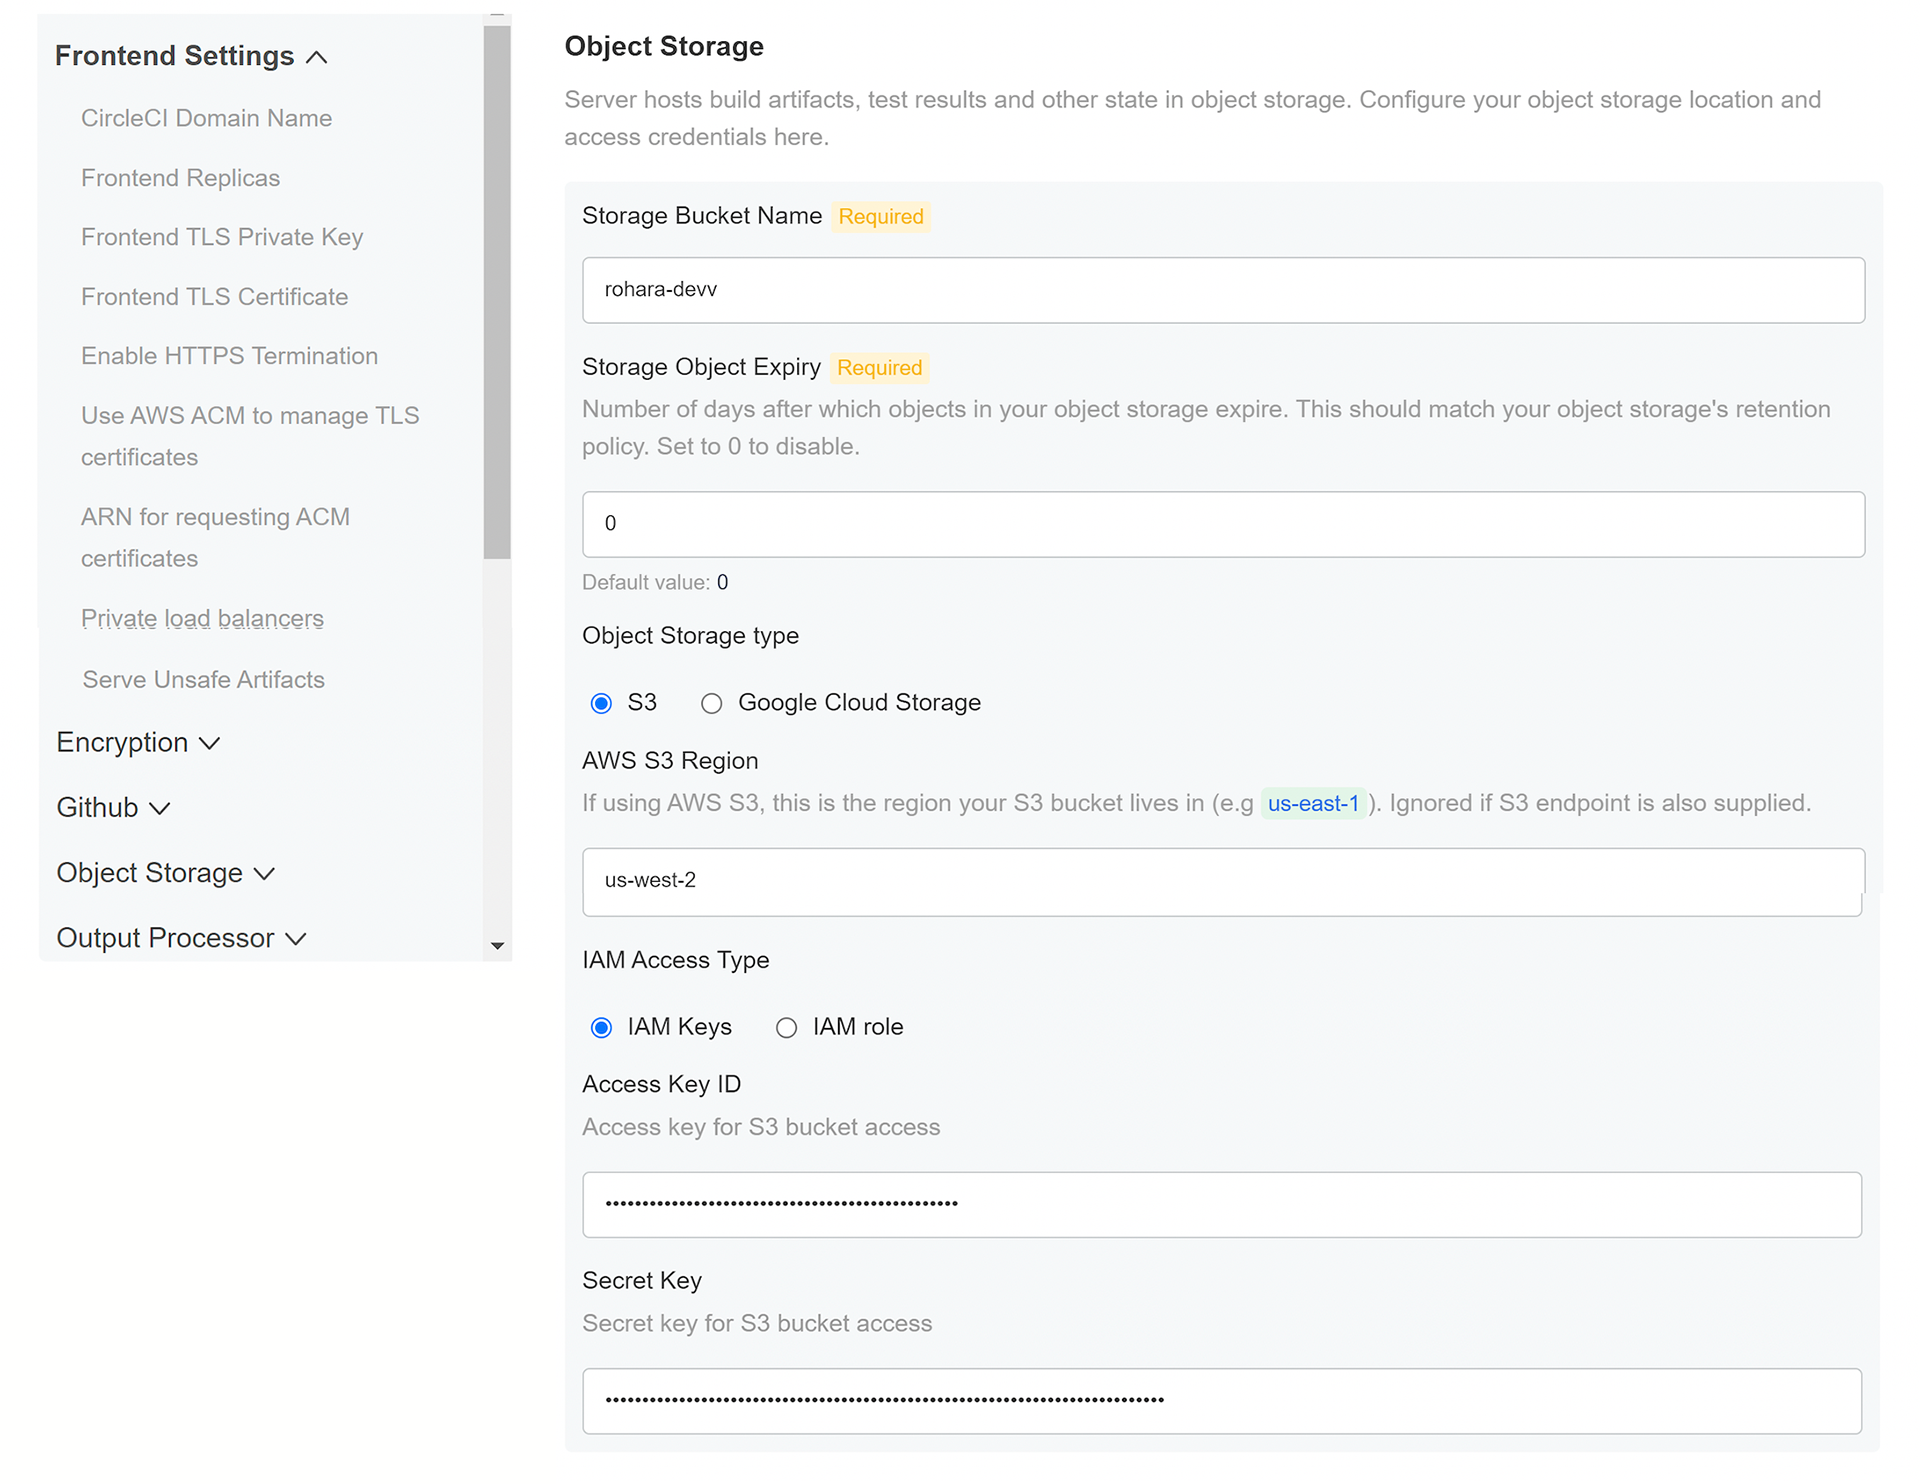 Frontend Settings
CircleCI Domain Name
Frontend Replicas
Frontend TLS Private Key
Frontend TLS Certificate
Enable HTTPS Termination
Use AWS ACM to manage TLS
certificates
ARN for requesting ACM
certificates
Private load balancers
Serve Unsafe Artifacts
Encryption
Github
Object Storage
Output Processor
Object Storage
Server hosts build artifacts, test results and other state in object storage. Configure your object storage location and
access credentials here.
Storage Bucket Name Required
rohara-devv
Storage Object Expiry Required
Number of days after which objects in your object storage expire. This should match your object storage's retention
policy. Set to 0 to disable.
0
Default value: 0
Object Storage type
S3 Google Cloud Storage
AWS S3 Region
If using AWS S3, this is the region your S3 bucket lives in (e.g us-east-1). Ignored if S3 endpoint is also supplied.
us-west-2
IAM Access Type
IAM Keys IAM role
Access Key ID
Access key for S3 bucket access
Secret Key
Secret key for S3 bucket access